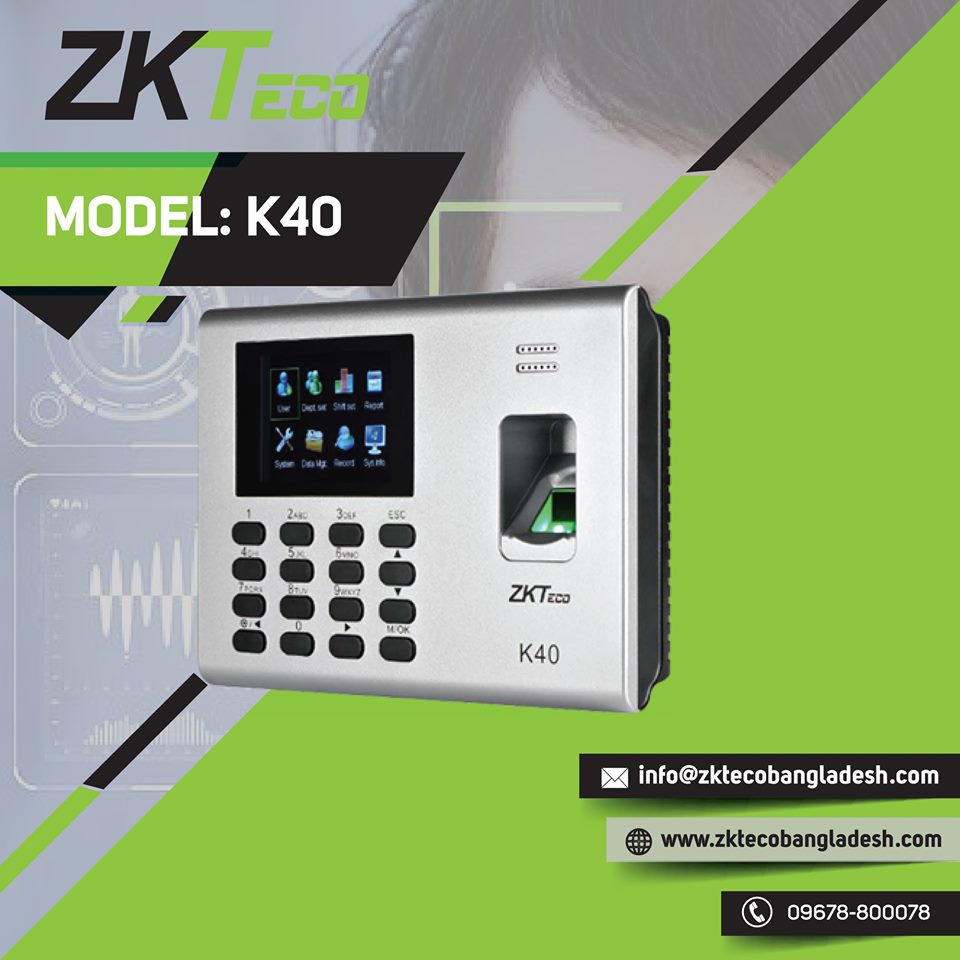 ZKTeco
MODEL: K40
User Dept. set Shift set Report
System Data Mgt. Record Sys Info
1 2ABC 3DEF ESC
4GHI 5JKL 6MNO ▲
7PQRS 8TUV 9WXYZ ▼
/◀ 0 ▶ M/OK
ZKTeco
K40
info@zktecobangladesh.com
www.zktecobangladesh.com
09678-800078